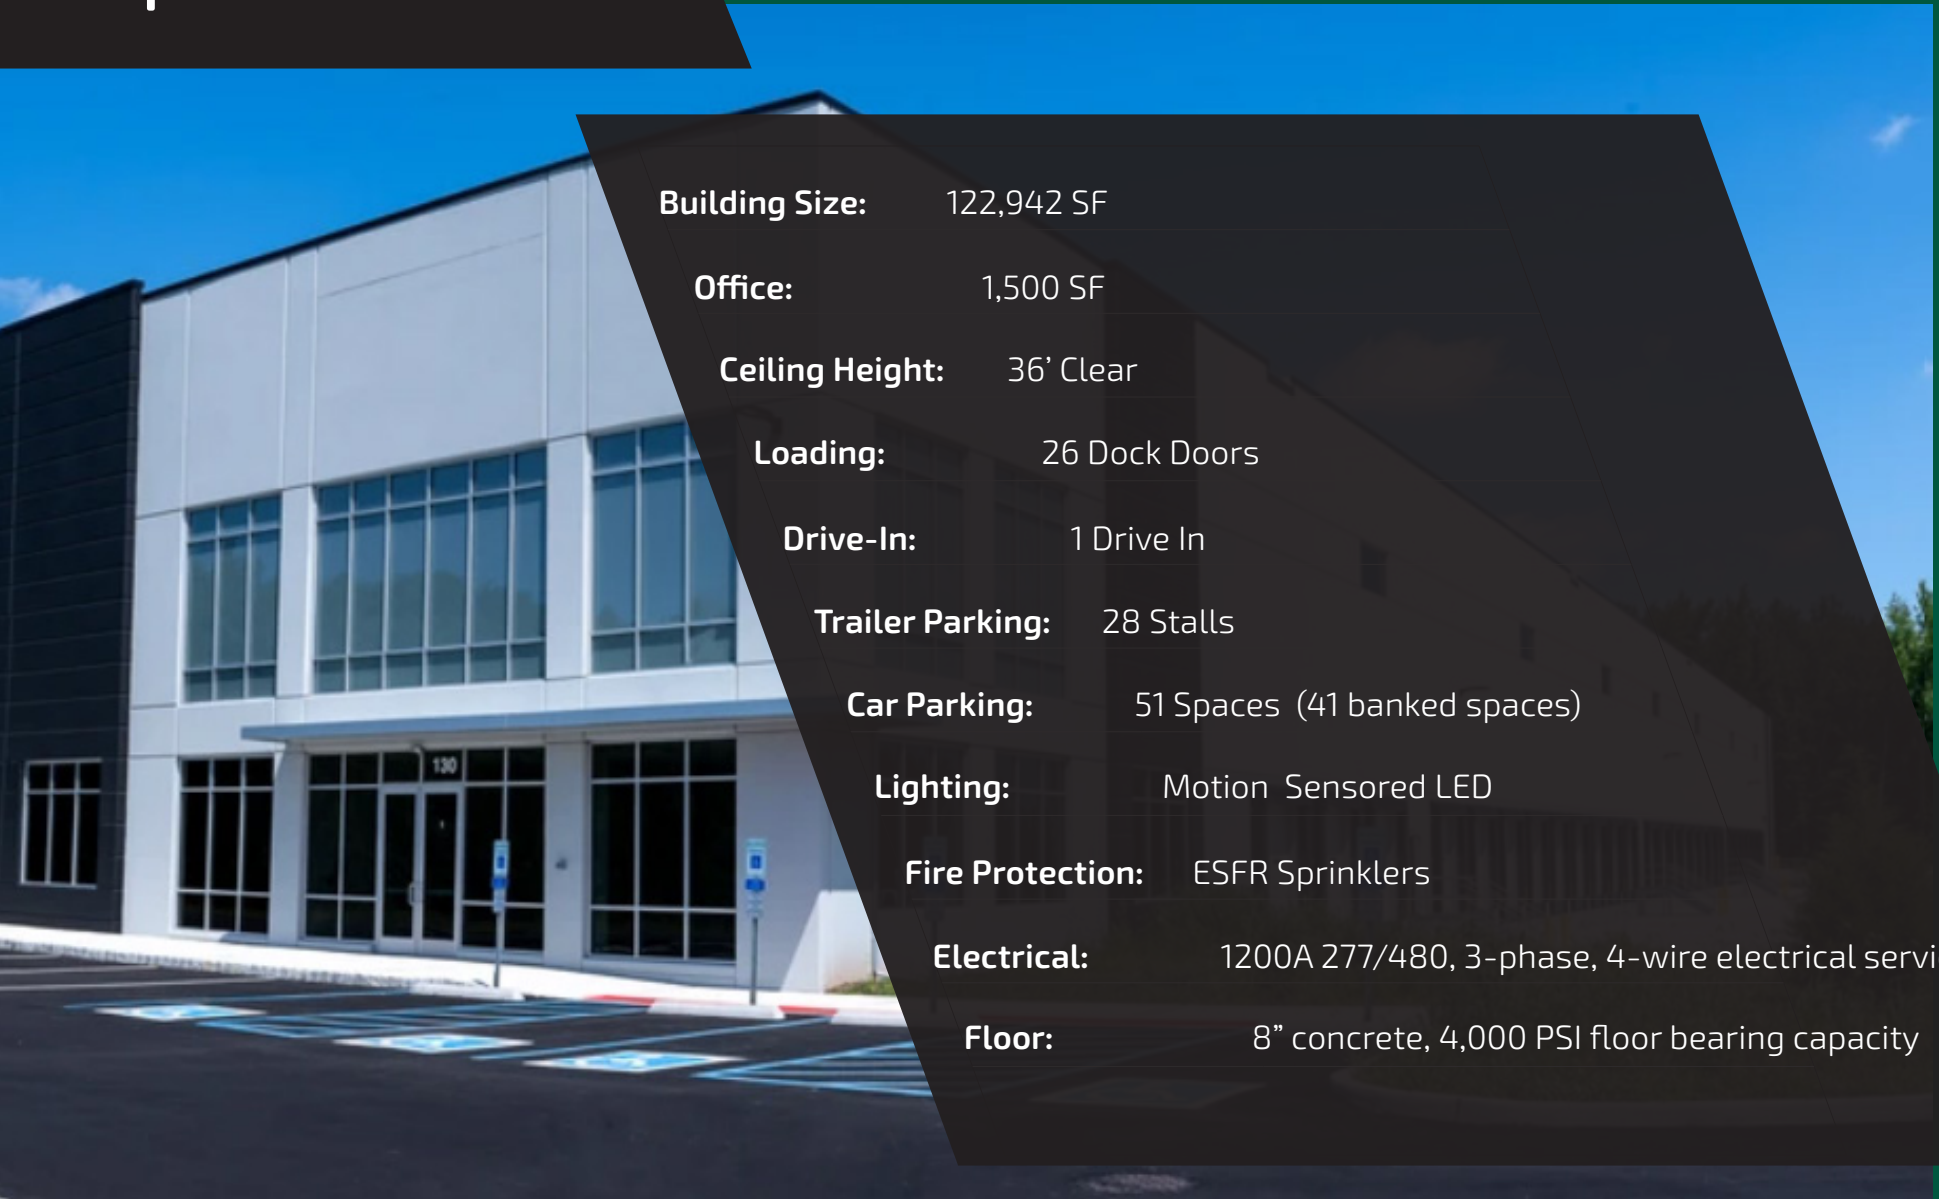 Building Size: 122,942 SF
Office: 1,500 SF
Ceiling Height: 36’ Clear
Loading: 26 Dock Doors
Drive-In: 1 Drive In
Trailer Parking: 28 Stalls
Car Parking: 51 Spaces (41 banked spaces)
Lighting: Motion Sensored LED
130
Fire Protection: ESFR Sprinklers
Electrical: 1200A 277/480, 3-phase, 4-wire electrical
Floor: 8” concrete, 4,000 PSI floor bearing capacity